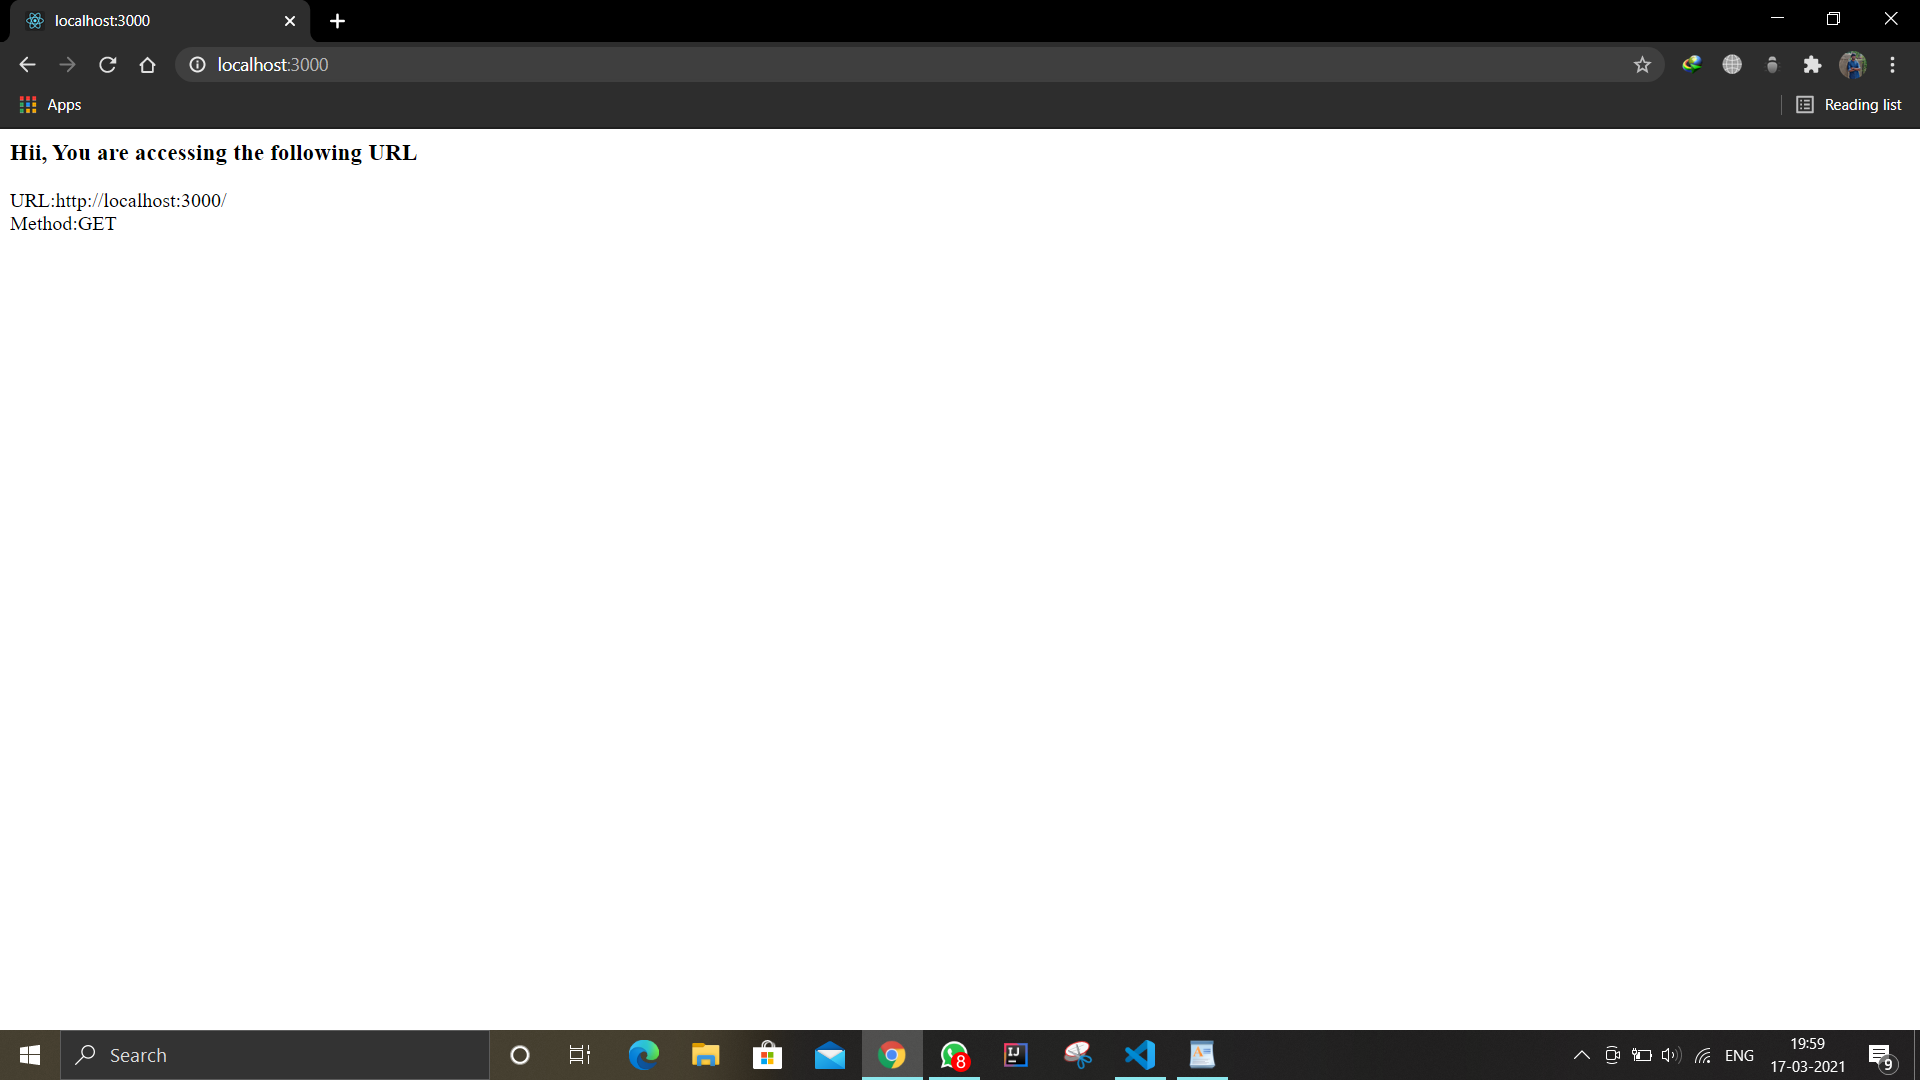 localhost:3000
localhost:3000
Apps
Reading list
Hii, You are accessing the following URL
URL:http://localhost:3000/
Method:GET
Search
8
IJ
ENG
19:59
17-03-2021
9